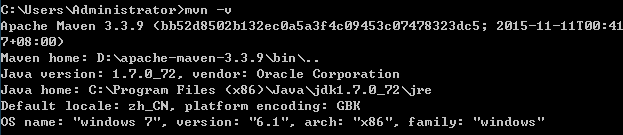 C:\Users\Administrator>mvn -v
Apache Maven 3.3.9 (bb52d8502b132ec0a5a3f4c09453c07478323dc5; 2015-11-11T00:41
7+08:00)
Maven home: D:\apache-maven-3.3.9\bin\..
Java version: 1.7.0_72, vendor: Oracle Corporation
Java home: C:\Program Files (x86)\Java\jdk1.7.0_72\jre
Default locale: zh_CN, platform encoding: GBK
OS name: "windows 7", version: "6.1", arch: "x86", family: "windows"